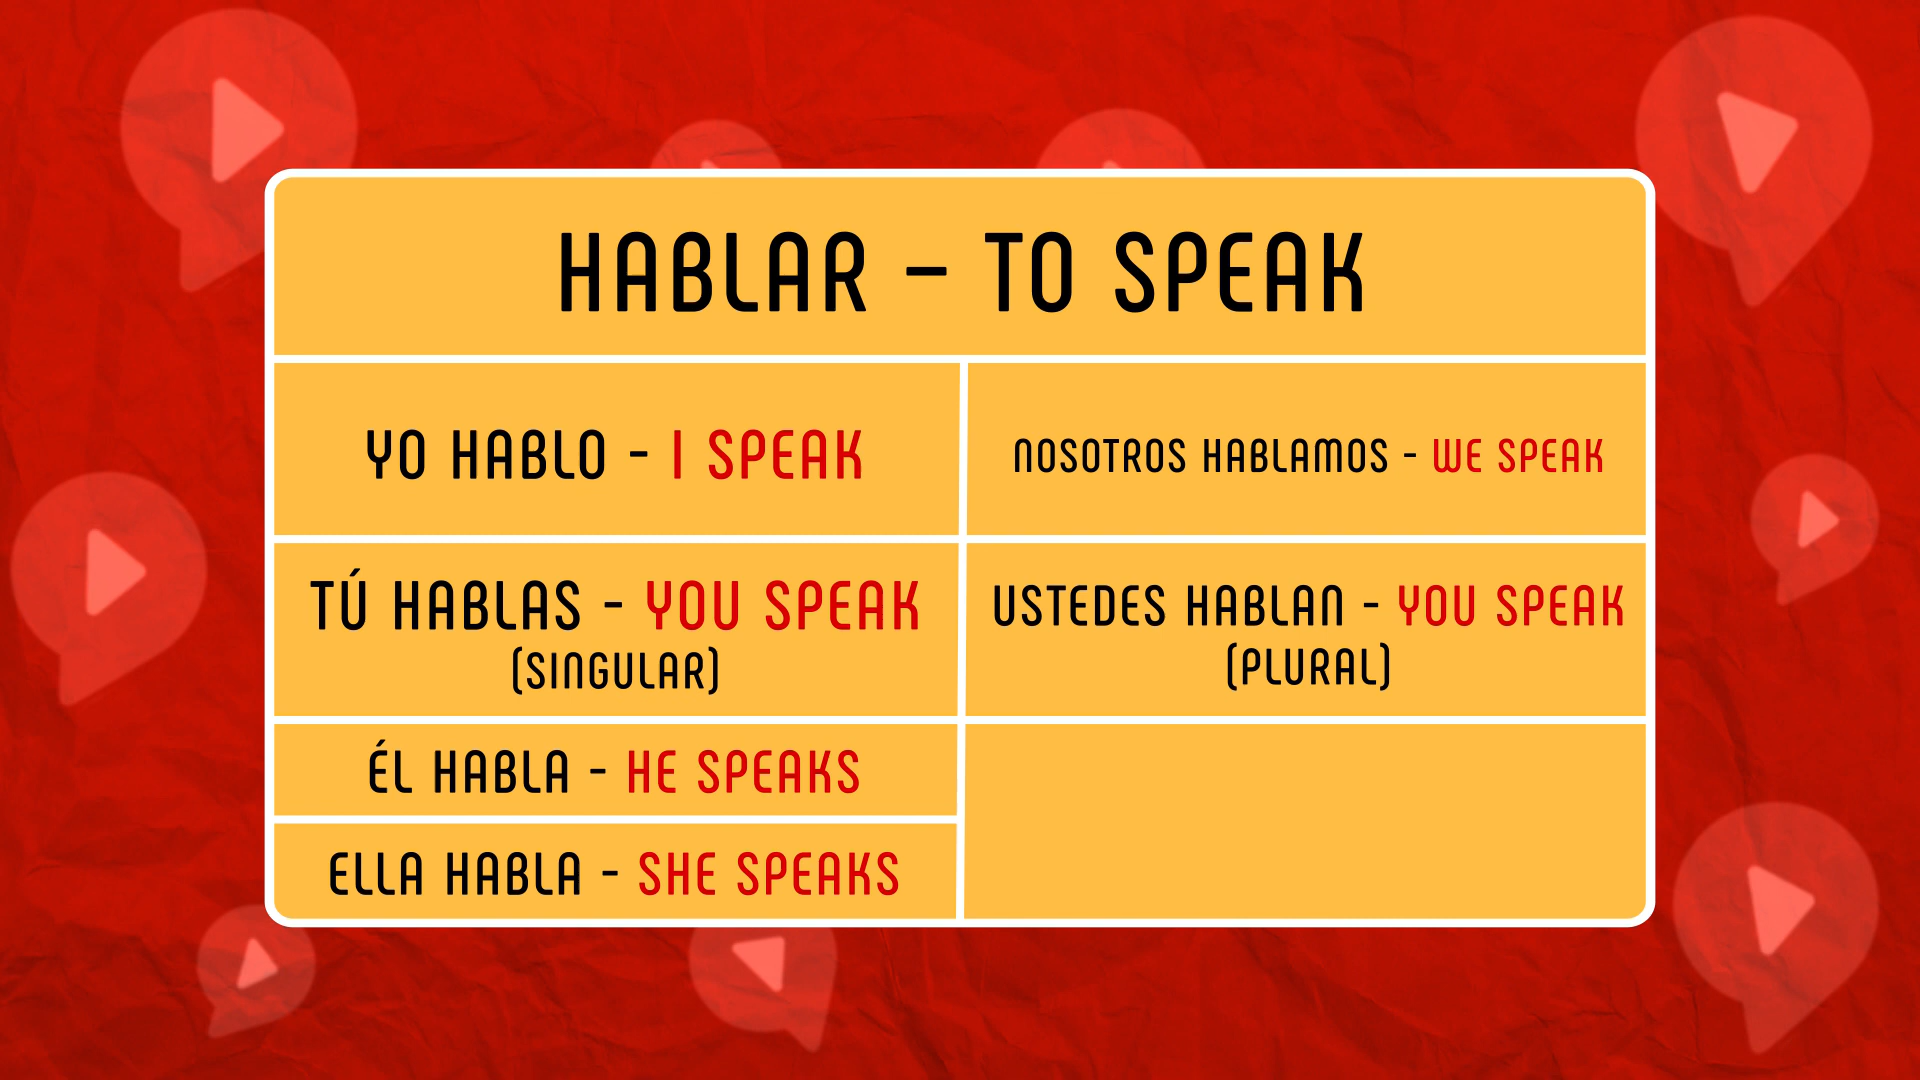 HABLAR – TO SPEAK
YO HABLO - I SPEAK
NOSOTROS HABLAMOS - WE SPEAK
TÚ HABLAS - YOU SPEAK
(SINGULAR)
USTEDES HABLAN - YOU SPEAK
(PLURAL)
ÉL HABLA - HE SPEAKS
ELLA HABLA - SHE SPEAKS